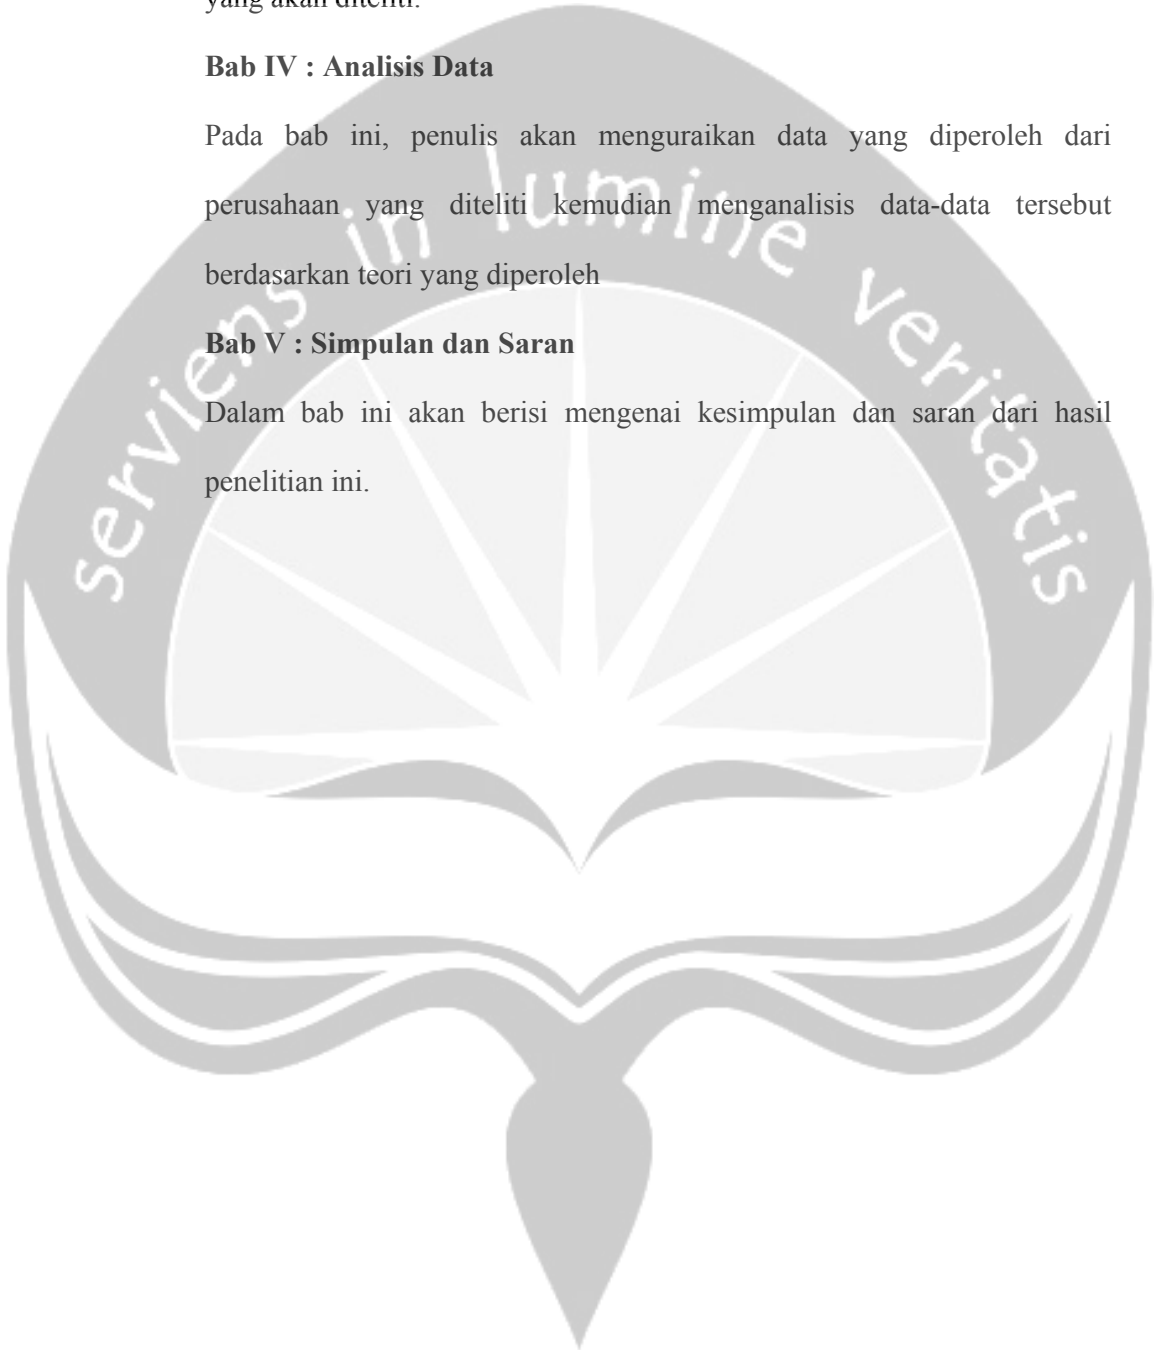 yang akan diteliti.
Bab IV : Analisis Data
Pada bab ini, penulis akan menguraikan data yang diperoleh dari
perusahaan yang diteliti kemudian menganalisis data-data tersebut
berdasarkan teori yang diperoleh
Bab V : Simpulan dan Saran
Dalam bab ini akan berisi mengenai kesimpulan dan saran dari hasil
penelitian ini.
serviens in lumine veritatis